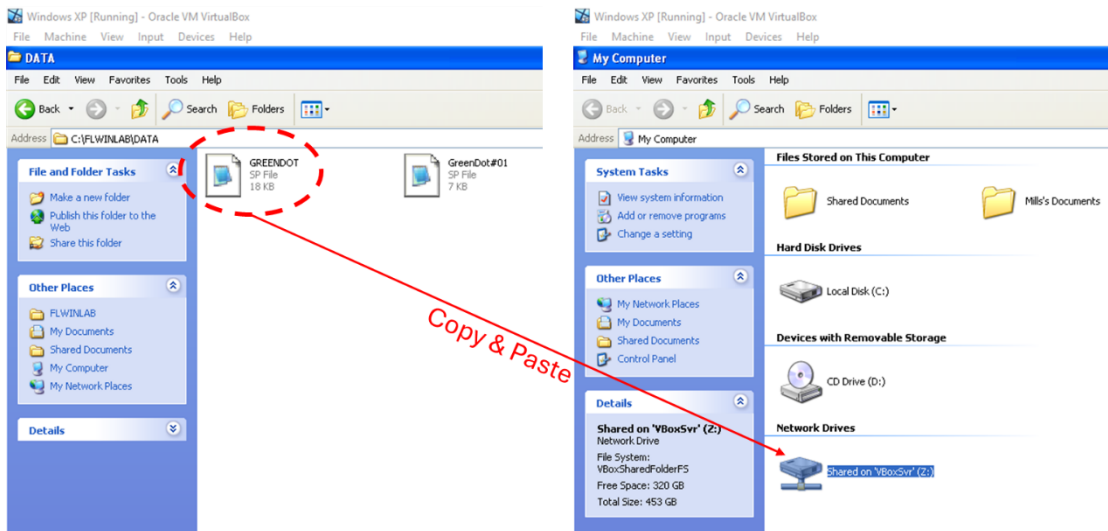 Windows XP [Running] - Oracle VM VirtualBox
File Machine View Input Devices Help
DATA
File Edit View Favorites Tools Help
Back Search Folders
Address C:\FLWINLAB\DATA
File and Folder Tasks
Make a new folder
Publish this folder to the
Web
Share this folder
Other Places
FLWINLAB
My Documents
Shared Documents
My Computer
My Network Places
Details
GREENDOT
SP File
18 KB
GreenDot#01
SP File
7 KB
Copy & Paste
Windows XP [Running] - Oracle VM VirtualBox
File Machine View Input Devices Help
My Computer
File Edit View Favorites Tools Help
Back Search Folders
Address My Computer
System Tasks
View system information
Add or remove programs
Change a setting
Other Places
My Network Places
My Documents
Shared Documents
Control Panel
Details
Shared on 'VBoxSvr' (Z:)
Network Drive
File System:
VBoxSharedFolderFS
Free Space: 320 GB
Total Size: 453 GB
Files Stored on This Computer
Shared Documents
Mills's Documents
Hard Disk Drives
Local Disk (C:)
Devices with Removable Storage
CD Drive (D:)
Network Drives
Shared on 'VBoxSvr' (Z:)